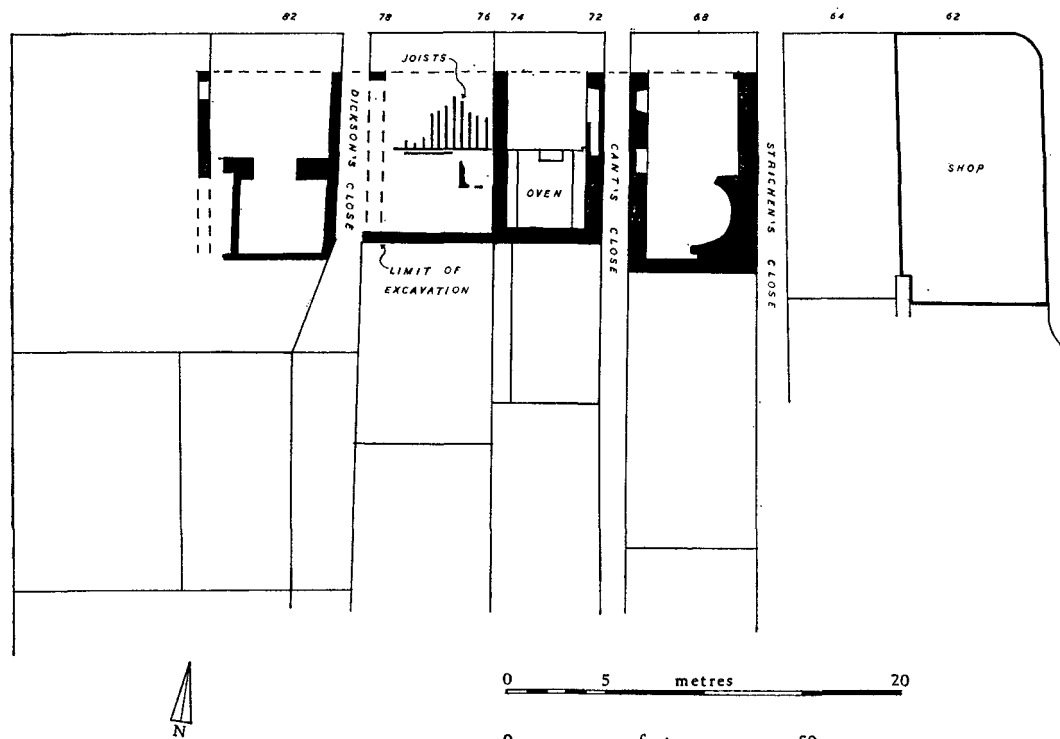 82 78 76 74 72 68 64 62
JOISTS
DICKSON'S CLOSE
CANT'S CLOSE
STRICHEN'S CLOSE
SHOP
OVEN
LIMIT OF
EXCAVATION
0 5 metres 20
N
0 50